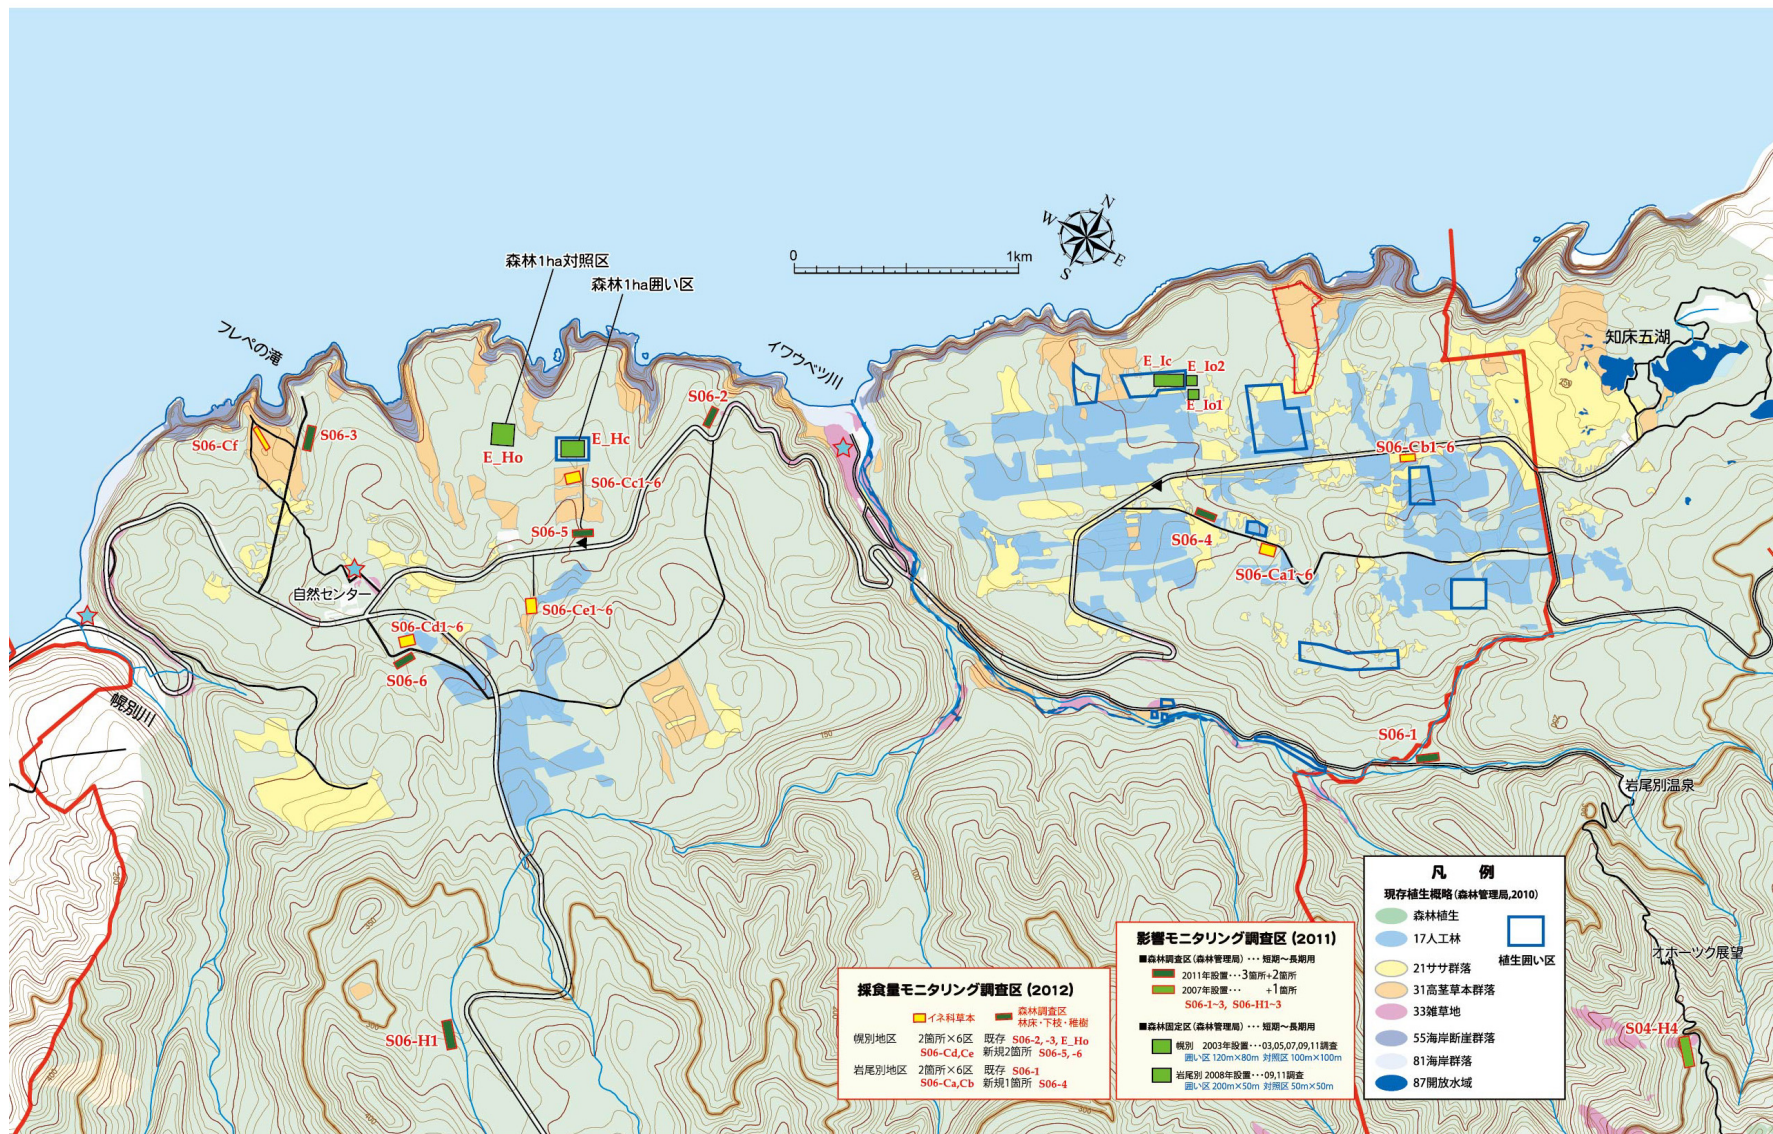 N
W
E
S
0 1km
森林1ha対照区
森林1ha囲い区
フレペの滝
イワウベツ川
知床五湖
E_Ic
E_Io2
E_Io1
S06-2
S06-Cf
S06-3
E_Ho
E_Hc
S06-Cc1~6
S06-Cb1~6
S06-5
S06-4
S06-Ca1~6
自然センター
S06-Ce1~6
S06-Cd1~6
S06-6
幌別川
150
S06-1
岩尾別温泉
オホーツク展望
S06-H1
S04-H4
250
350
300
400
100
200
300
採食量モニタリング調査区(2012)
イネ科草本 森林調査区
林床・下枝・稚樹
幌別地区 2箇所×6区 既存 S06-2, -3, E_Ho
S06-Cd,Ce 新規2箇所 S06-5, -6
岩尾別地区 2箇所×6区 既存 S06-1
S06-Ca,Cb 新規1箇所 S06-4
影響モニタリング調査区(2011)
■森林調査区(森林管理局)・・・短期~長期用
2011年設置・・・3箇所+2箇所
2007年設置・・・ +1箇所
S06-1~3, S06-H1~3
■森林固定区(森林管理局)・・・短期~長期用
幌別 2003年設置・・・03,05,07,09,11調査
囲い区 120m×80m 対照区 100m×100m
岩尾別 2008年設置・・・09,11調査
囲い区 200m×50m 対照区 50m×50m
凡 例
現存植生概略(森林管理局,2010)
森林植生
17人工林
植生囲い区
21ササ群落
31高茎草本群落
33雑草地
55海岸断崖群落
81海岸群落
87開放水域